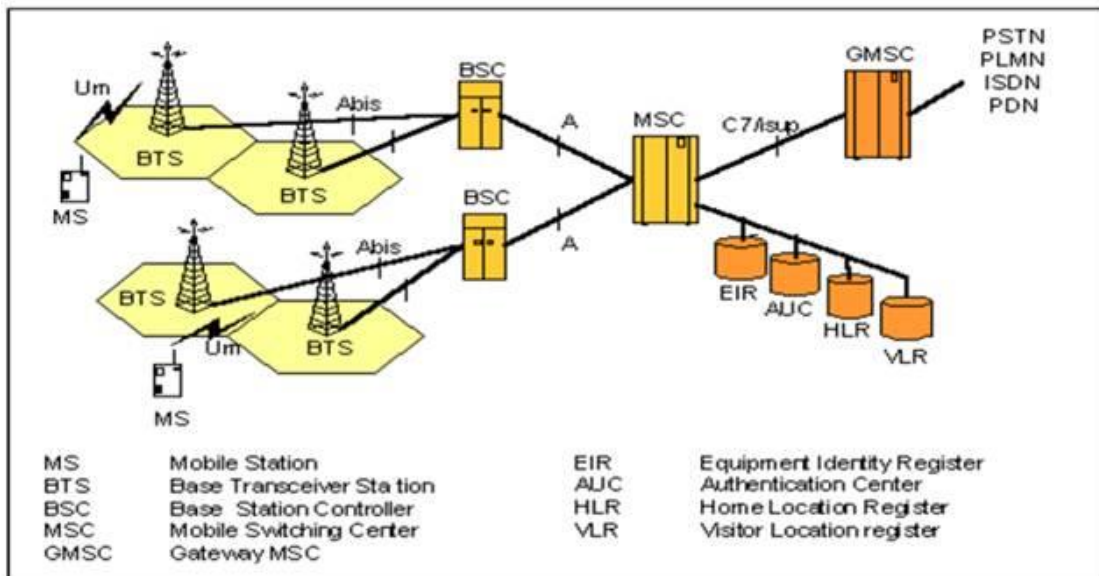 PSTN
PLMN
ISDN
PDN
GMSC
BSC
Um
Abis
MSC
C7/isup
A
BTS
BTS
MS
BSC
A
Abis
EIR
AUC
HLR
VLR
BTS
Um
BTS
MS
MS Mobile Station
BTS Base Transceiver Station
BSC Base Station Controller
MSC Mobile Switching Center
GMSC Gateway MSC
EIR Equipment Identity Register
AUC Authentication Center
HLR Home Location Register
VLR Visitor Location register